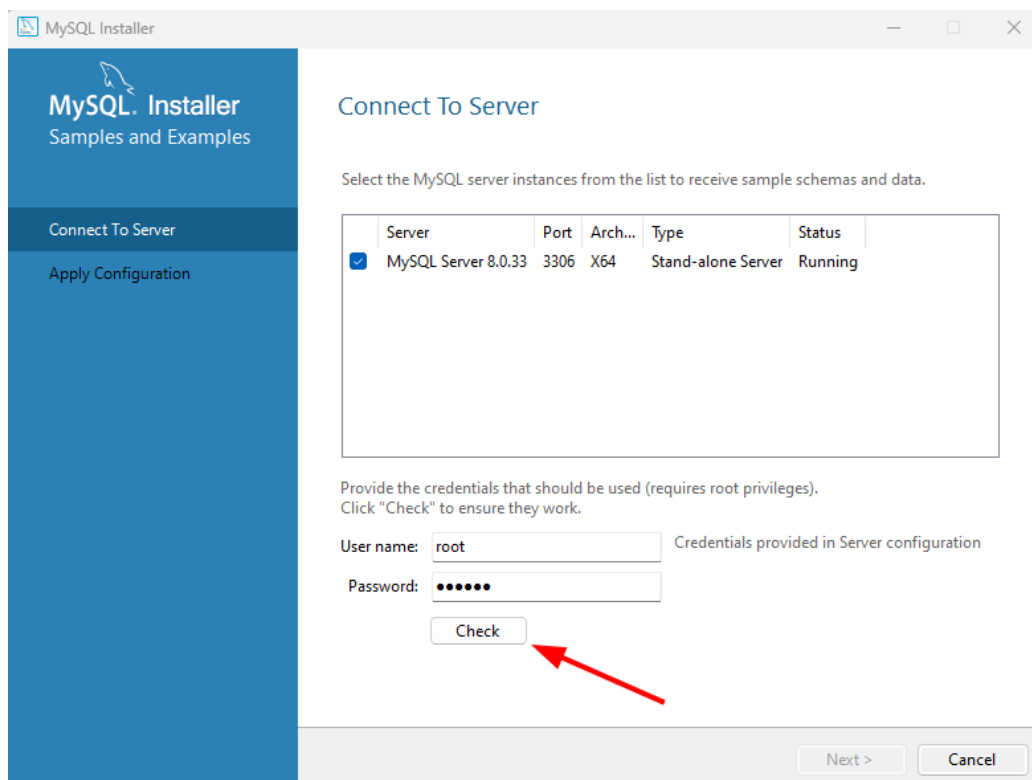 MySQL Installer
MySQL. Installer
Samples and Examples
Connect To Server
Apply Configuration
Connect To Server
Select the MySQL server instances from the list to receive sample schemas and data.
Server Port Arch... Type Status
MySQL Server 8.0.33 3306 X64 Stand-alone Server Running
Provide the credentials that should be used (requires root privileges).
Click "Check" to ensure they work.
User name: root Credentials provided in Server configuration
Password: ●●●●●●
Check
Next > Cancel